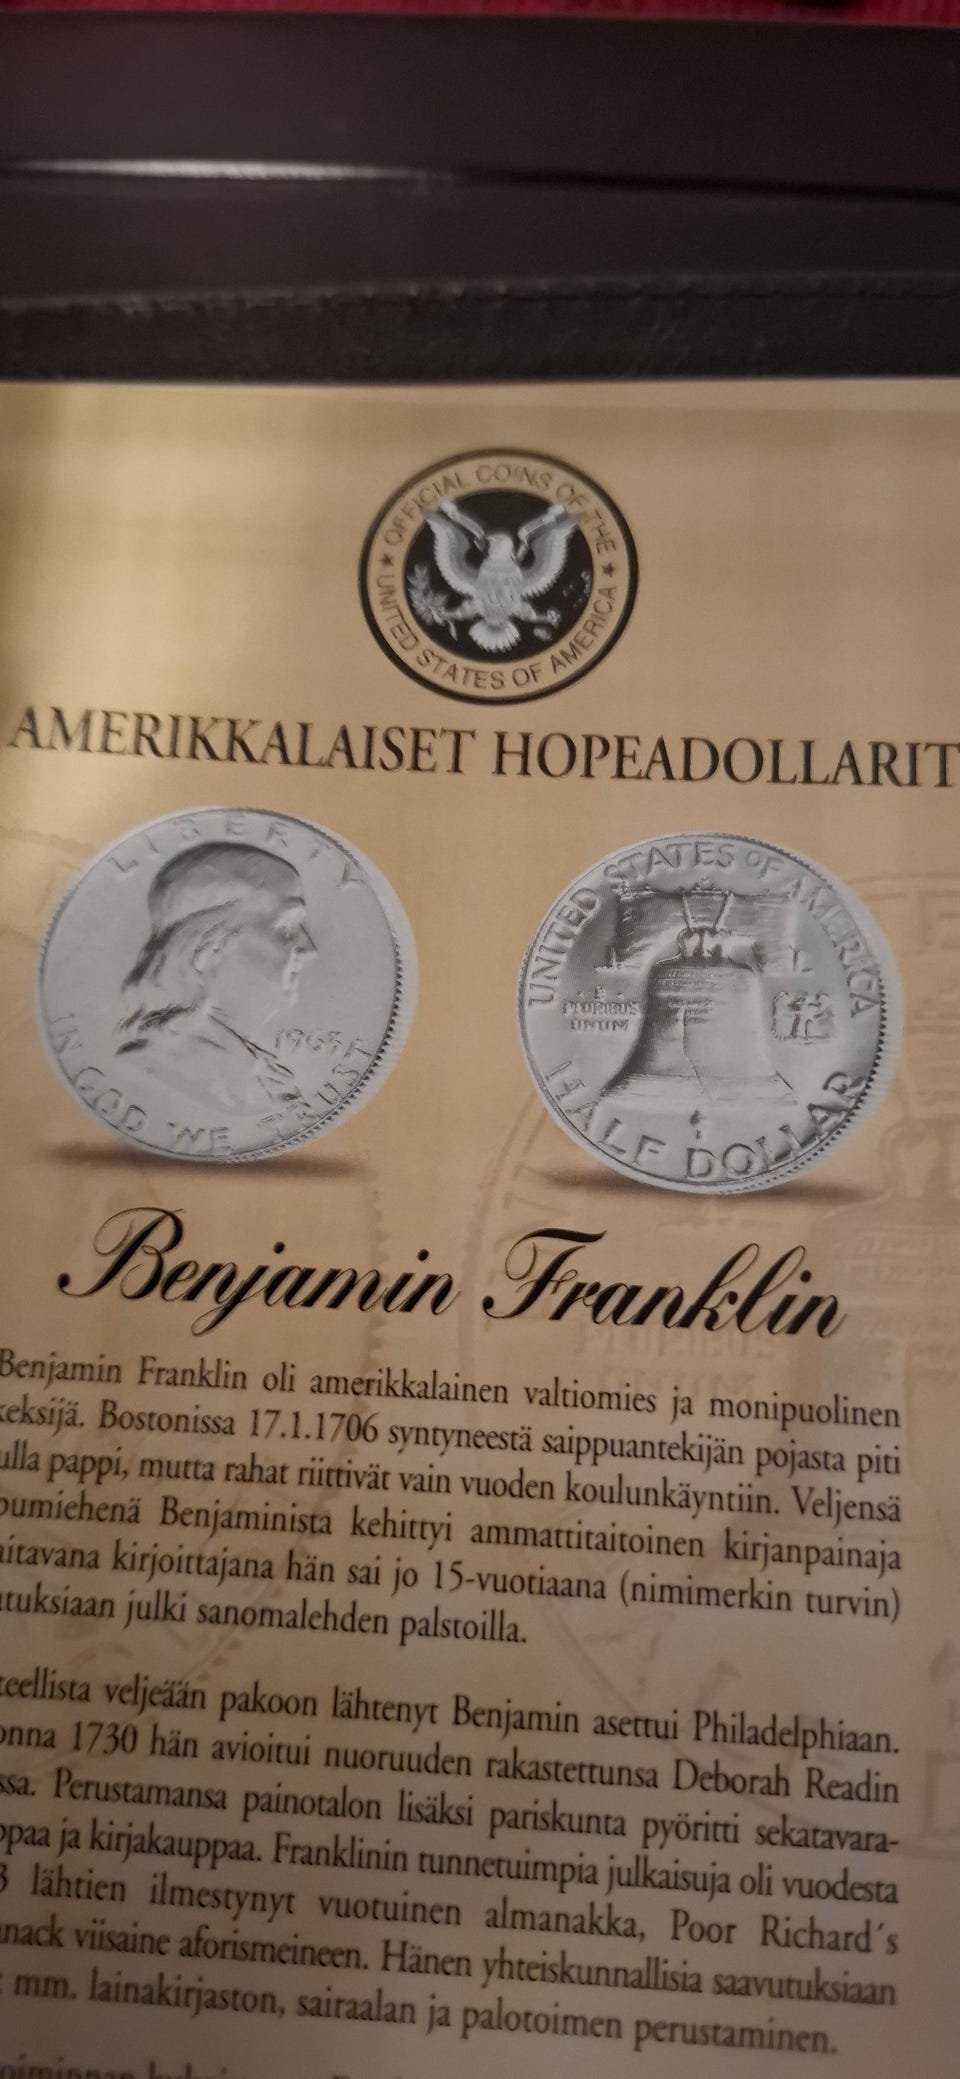 OFFICIAL COINS OF THE
UNITED STATES OF AMERICA
AMERIKKALAISET HOPEADOLLARIT
LIBERTY
1963
IN GOD WE TRUST
UNITED STATES OF AMERICA
E
PLURIBUS
UNUM
HALF DOLLAR
Benjamin Franklin
Benjamin Franklin oli amerikkalainen valtiomies ja monipuolinen
keksijä. Bostonissa 17.1.1706 syntyneestä saippuantekijän pojasta piti
ulla pappi, mutta rahat riittivät vain vuoden koulunkäyntiin. Veljensä
pumiehenä Benjaminista kehittyi ammattitaitoinen kirjanpainaja
aitavana kirjoittajana hän sai jo 15-vuotiaana (nimimerkin turvin)
tuksiaan julki sanomalehden palstoilla.
teellista veljeään pakoon lähtenyt Benjamin asettui Philadelphiaan.
onna 1730 hän avioitui nuoruuden rakastettunsa Deborah Readin
ssa. Perustamansa painotalon lisäksi pariskunta pyöritti sekatavara-
ppaa ja kirjakauppaa. Franklinin tunnetuimpia julkaisuja oli vuodesta
3 lähtien ilmestynyt vuotuinen almanakka, Poor Richard´s
nack viisaine aforismeineen. Hänen yhteiskunnallisia saavutuksiaan
mm. lainakirjaston, sairaalan ja palotoimen perustaminen.